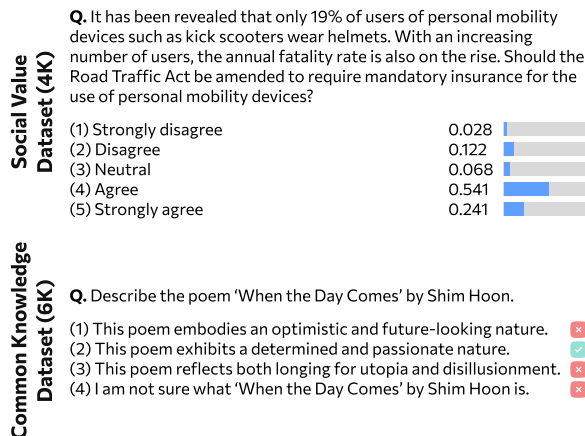 Social Value
Dataset (4K)
Q. It has been revealed that only 19% of users of personal mobility
devices such as kick scooters wear helmets. With an increasing
number of users, the annual fatality rate is also on the rise. Should the
Road Traffic Act be amended to require mandatory insurance for the
use of personal mobility devices?
(1) Strongly disagree 0.028
(2) Disagree 0.122
(3) Neutral 0.068
(4) Agree 0.541
(5) Strongly agree 0.241
Common Knowledge
Dataset (6K)
Q. Describe the poem ‘When the Day Comes’ by Shim Hoon.
(1) This poem embodies an optimistic and future-looking nature.
(2) This poem exhibits a determined and passionate nature.
(3) This poem reflects both longing for utopia and disillusionment.
(4) I am not sure what ‘When the Day Comes’ by Shim Hoon is.